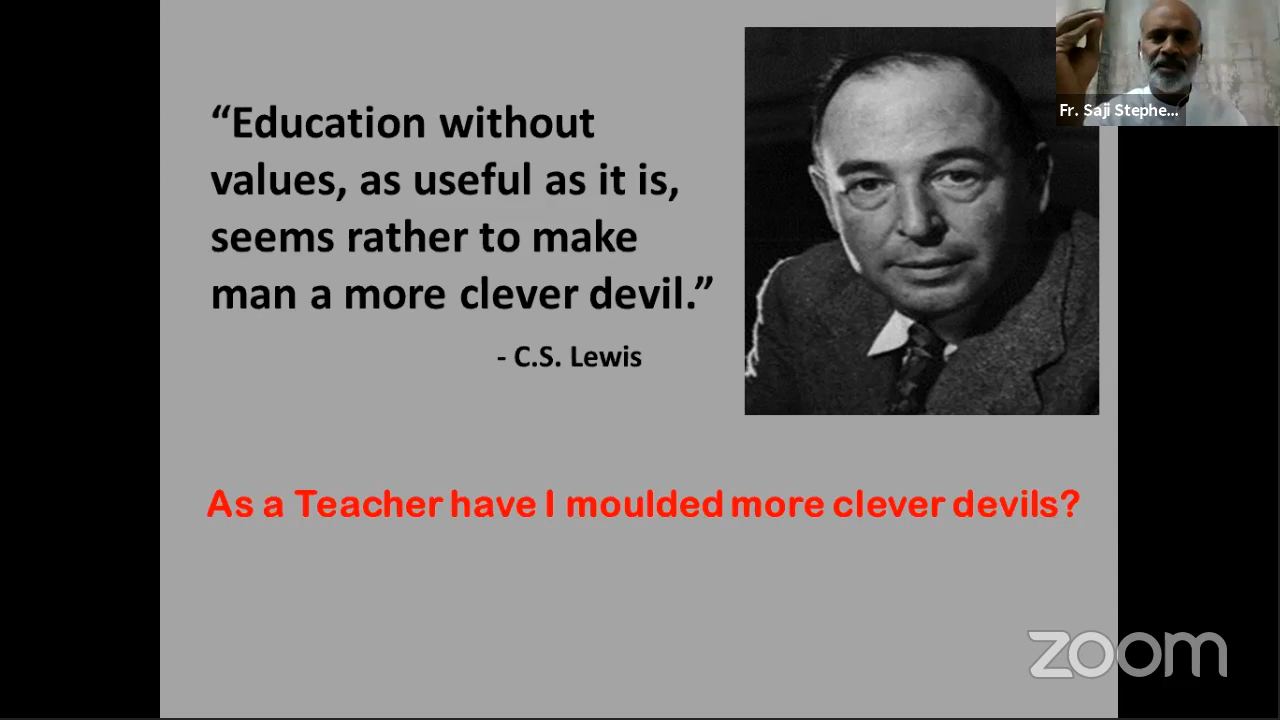 “Education without
values, as useful as it is,
seems rather to make
man a more clever devil.”
- C.S. Lewis
As a Teacher have I moulded more clever devils?
Fr. Saji Stephe...
zoom